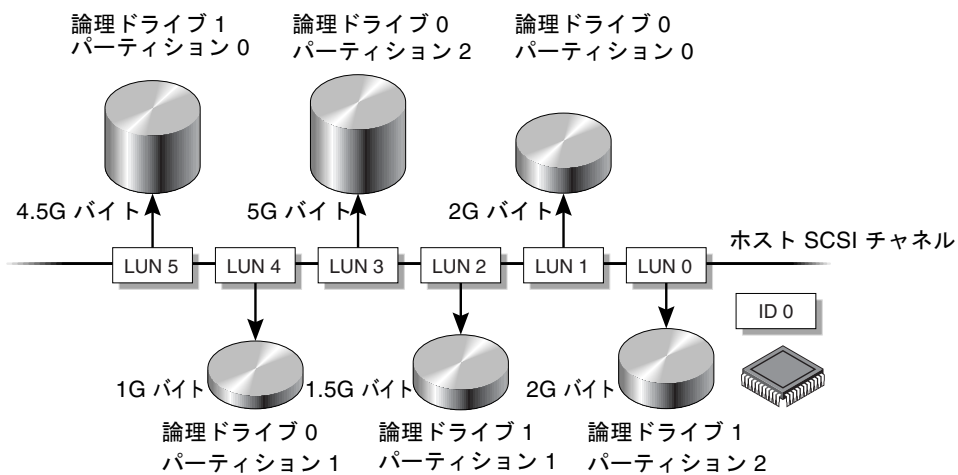 論理ドライブ 1
パーティション 0
論理ドライブ 0
パーティション 2
論理ドライブ 0
パーティション 0
4.5G バイト
5G バイト
2G バイト
ホスト SCSI チャネル
LUN 5
LUN 4
LUN 3
LUN 2
LUN 1
LUN 0
ID 0
1G バイト
1.5G バイト
2G バイト
論理ドライブ 0
パーティション 1
論理ドライブ 1
パーティション 1
論理ドライブ 1
パーティション 2